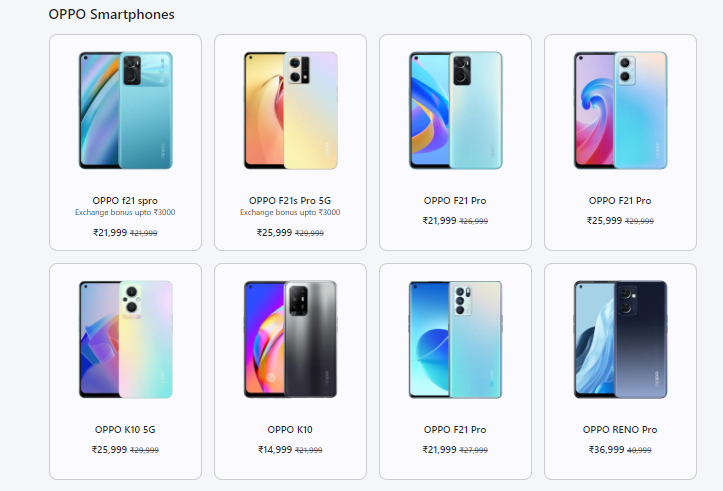 OPPO Smartphones
OPPO f21 spro
Exchange bonus upto ₹3000
₹21,999 ₹21,999
OPPO F21s Pro 5G
Exchange bonus upto ₹3000
₹25,999 ₹29,999
OPPO F21 Pro
₹21,999 ₹26,999
OPPO F21 Pro
₹25,999 ₹29,999
OPPO K10 5G
₹25,999 ₹29,999
OPPO K10
₹14,999 ₹21,999
OPPO F21 Pro
₹21,999 ₹27,999
OPPO RENO Pro
₹36,999 40,999